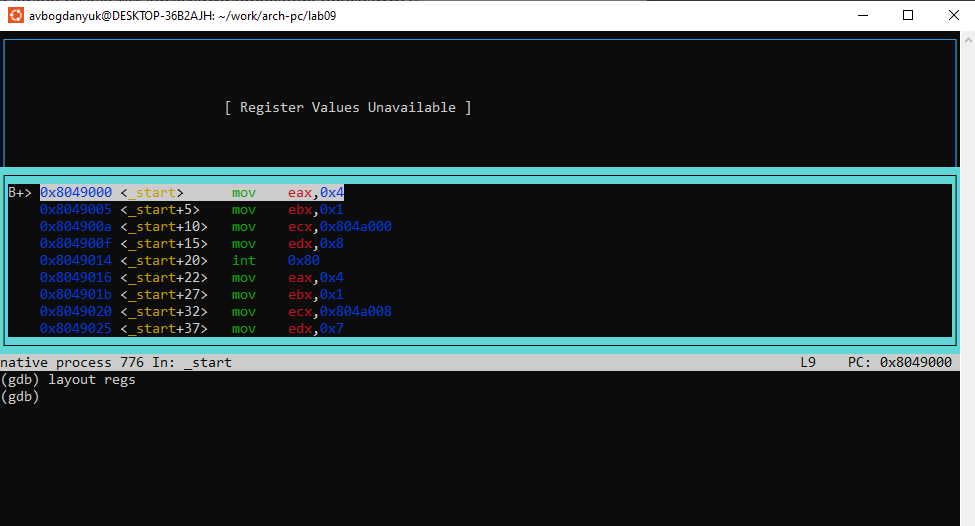 avbogdanyuk@DESKTOP-36B2AJH: ~/work/arch-pc/lab09
[ Register Values Unavailable ]
B+> 0x8049000 <_start>      mov    eax,0x4
    0x8049005 <_start+5>    mov    ebx,0x1
    0x804900a <_start+10>   mov    ecx,0x804a000
    0x804900f <_start+15>   mov    edx,0x8
    0x8049014 <_start+20>   int    0x80
    0x8049016 <_start+22>   mov    eax,0x4
    0x804901b <_start+27>   mov    ebx,0x1
    0x8049020 <_start+32>   mov    ecx,0x804a008
    0x8049025 <_start+37>   mov    edx,0x7
native process 776 In: _start    L9    PC: 0x8049000
(gdb) layout regs
(gdb)